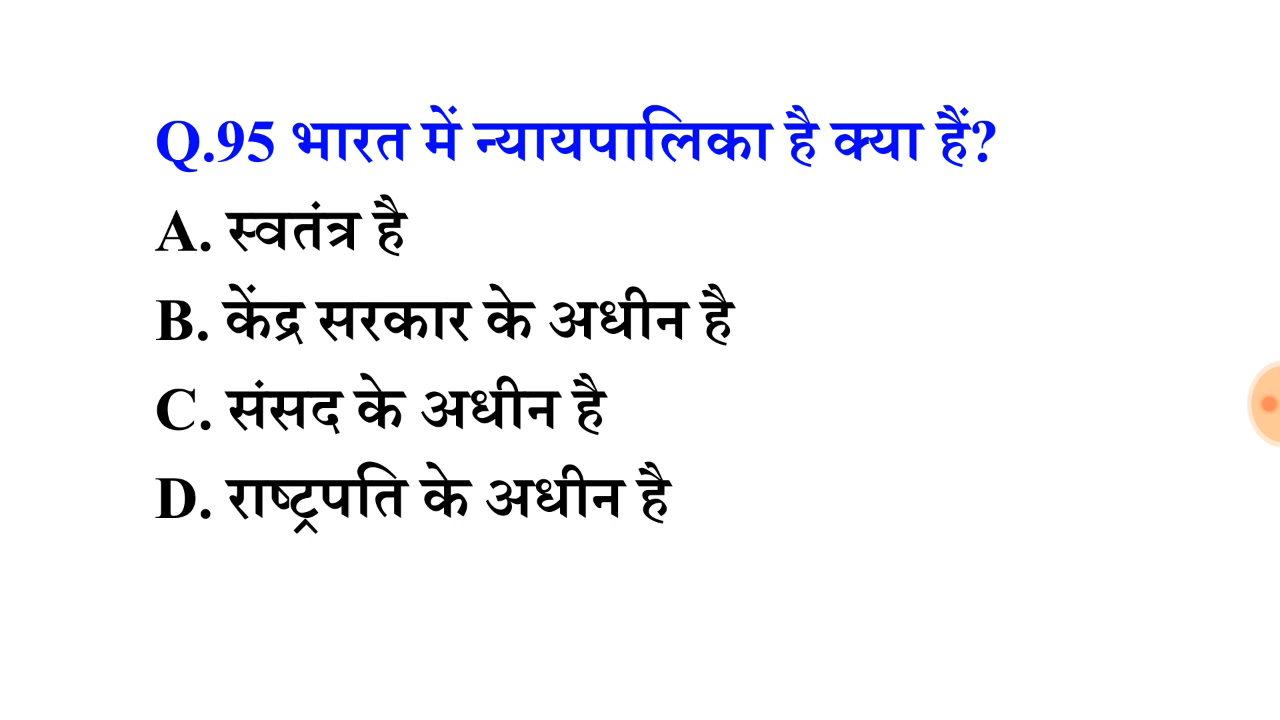 Q.95 भारत में न्यायपालिका है क्या हैं?
A. स्वतंत्र है
B. केंद्र सरकार के अधीन है
C. संसद के अधीन है
D. राष्ट्रपति के अधीन है